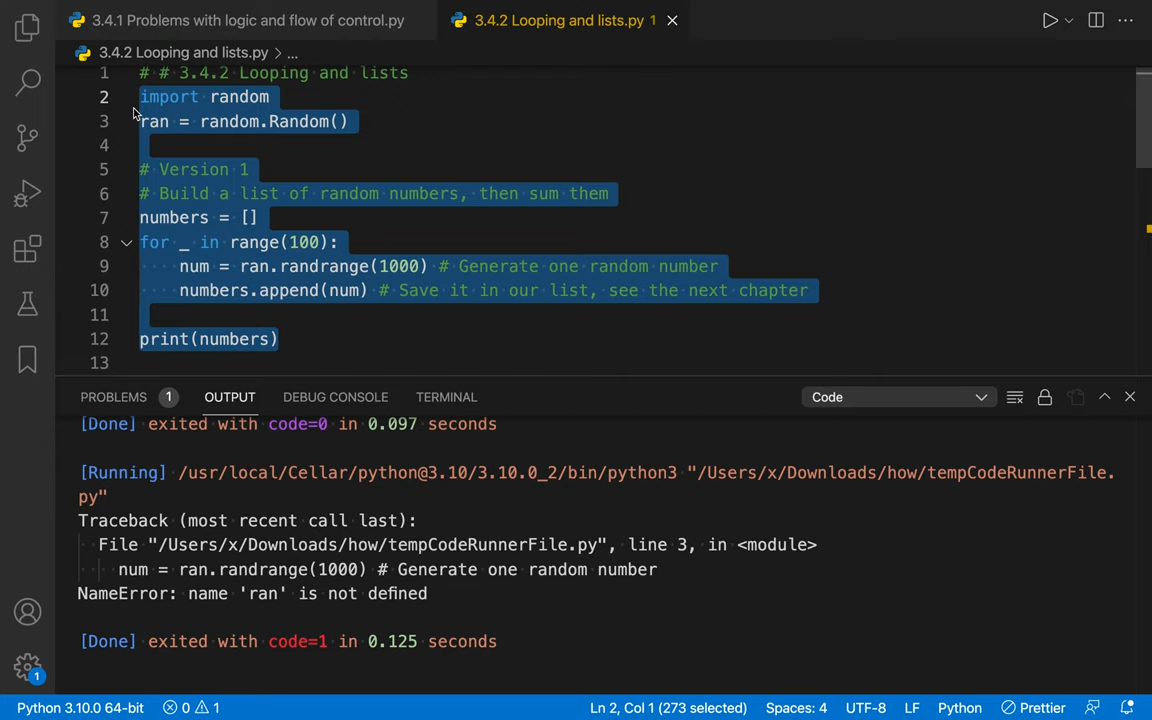 3.4.1 Problems with logic and flow of control.py
3.4.2 Looping and lists.py 1
3.4.2 Looping and lists.py > ...
1 # # 3.4.2 Looping and lists
2 import random
3 ran = random.Random()
4
5 # Version 1
6 # Build a list of random numbers, then sum them
7 numbers = []
8 for _ in range(100):
9 num = ran.randrange(1000) # Generate one random number
10 numbers.append(num) # Save it in our list, see the next chapter
11
12 print(numbers)
13
PROBLEMS 1 OUTPUT DEBUG CONSOLE TERMINAL Code
[Done] exited with code=0 in 0.097 seconds
[Running] /usr/local/Cellar/python@3.10/3.10.0_2/bin/python3 "/Users/x/Downloads/how/tempCodeRunnerFile.
py"
Traceback (most recent call last):
File "/Users/x/Downloads/how/tempCodeRunnerFile.py", line 3, in <module>
num = ran.randrange(1000) # Generate one random number
NameError: name 'ran' is not defined
[Done] exited with code=1 in 0.125 seconds
1
Python 3.10.0 64-bit 0 1 Ln 2, Col 1 (273 selected) Spaces: 4 UTF-8 LF Python Prettier